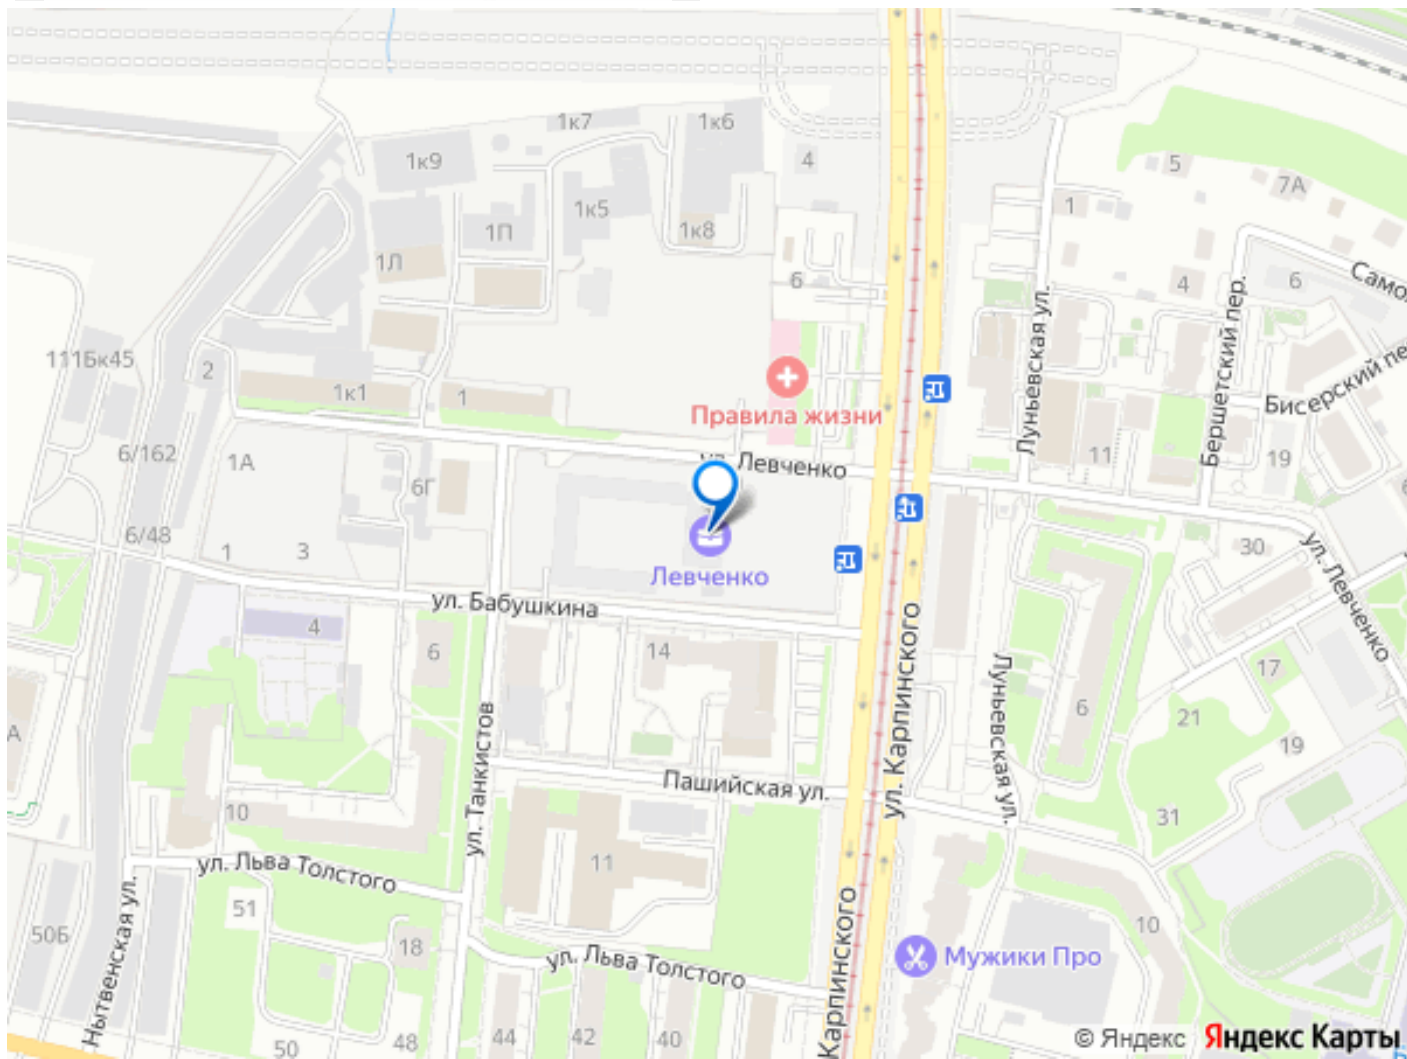 1к7
1к6
1к9
4
5
7А
1к5
1
1П
1к8
1Л
6
4
6
Само
Бершетский пер.
Луньевская ул.
111Бк45
2
1к1
1
Правила жизни
Бисерский пе
6/162
1А
6Г
ул. Левченко
11
19
6/48
1
3
30
ул. Левченко
Левченко
ул. Бабушкина
4
6
14
17
ул. Карпинского
Луньевская ул.
6
21
19
А
ул. Танкистов
Пашийская ул.
10
31
ул. Льва Толстого
11
51
50Б
18
Нытвенская ул.
10
ул. Льва Толстого
Карпинского
Мужики Про
50
48
44
42
40
© Яндекс Яндекс Карты